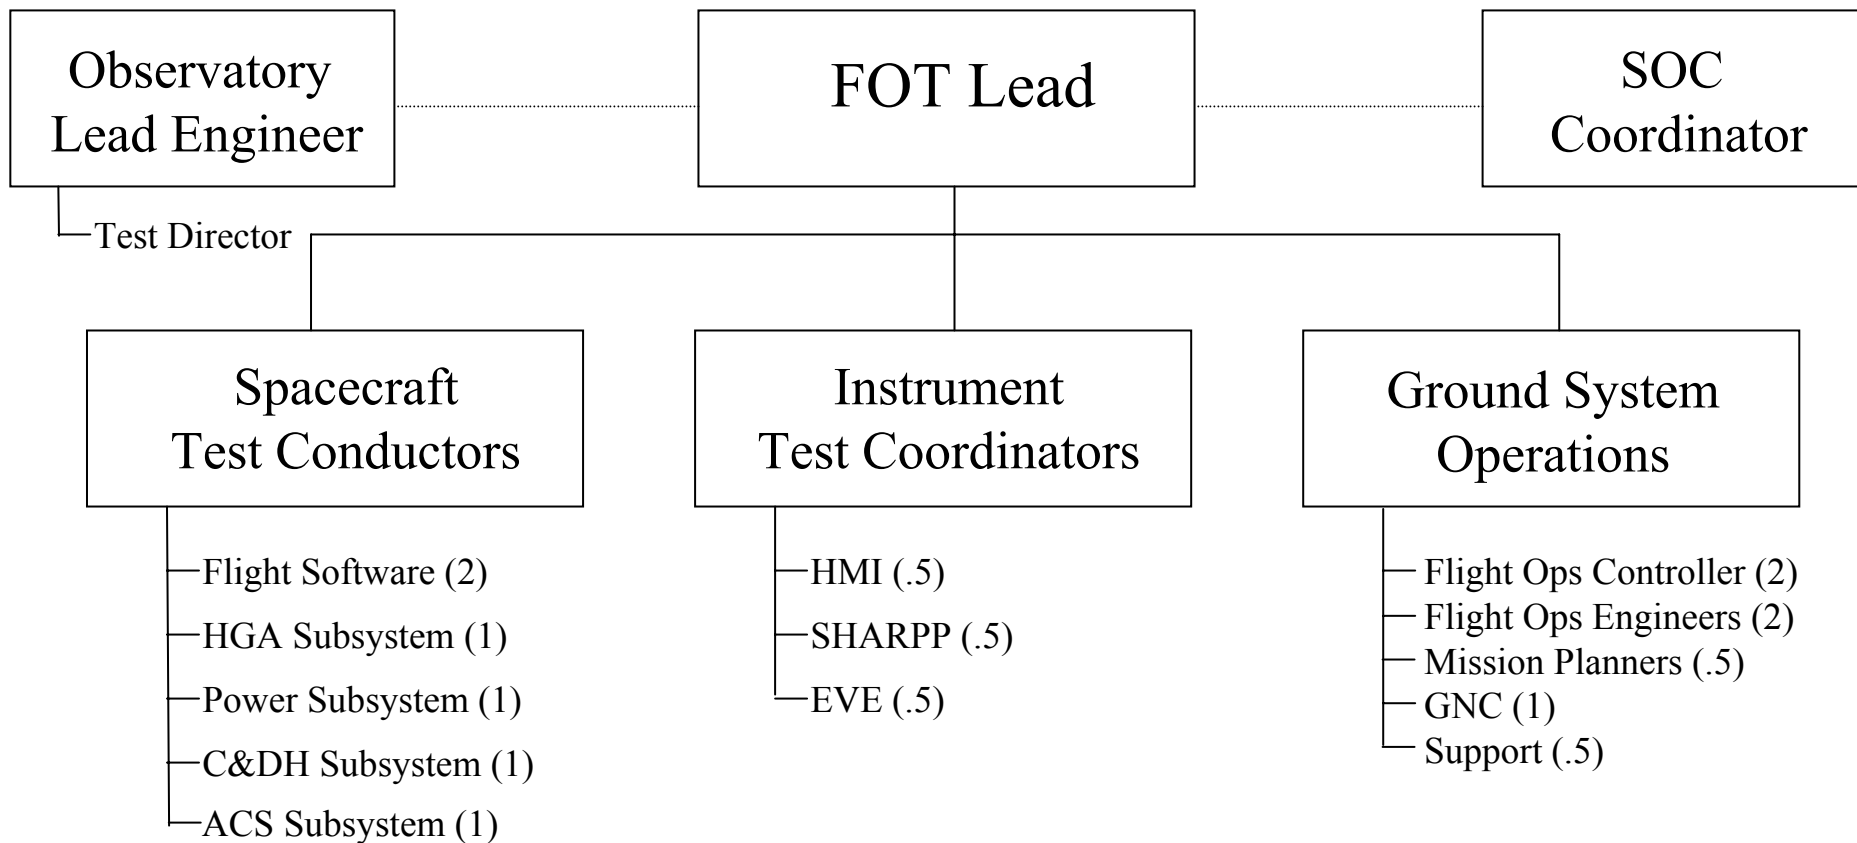 Observatory
Lead Engineer
FOT Lead
SOC
Coordinator
Test Director
Spacecraft
Test Conductors
Instrument
Test Coordinators
Ground System
Operations
Flight Software (2)
HGA Subsystem (1)
Power Subsystem (1)
C&DH Subsystem (1)
ACS Subsystem (1)
HMI (.5)
SHARPP (.5)
EVE (.5)
Flight Ops Controller (2)
Flight Ops Engineers (2)
Mission Planners (.5)
GNC (1)
Support (.5)